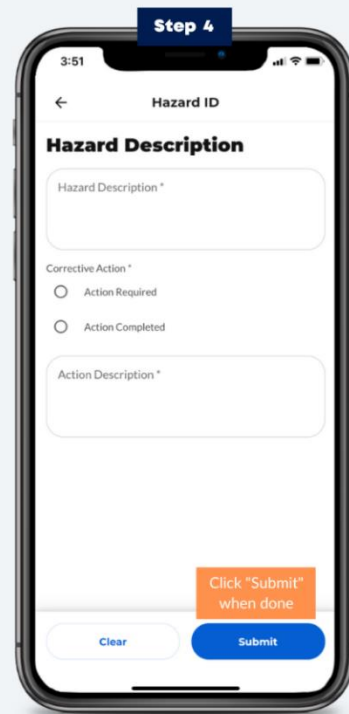 Step 4
3:51
Hazard ID
Hazard Description
Hazard Description *
Corrective Action *
Action Required
Action Completed
Action Description *
Click "Submit"
when done
Clear
Submit